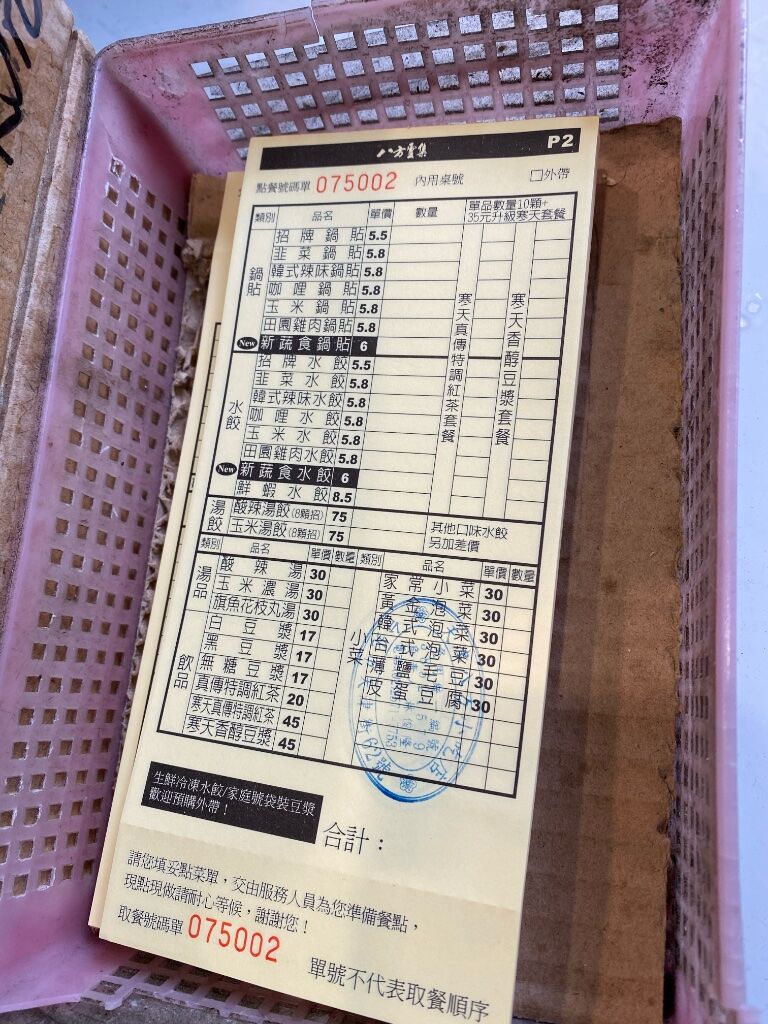 八方雲集 P2
點餐號碼單 075002 內用桌號 □外帶
類別 品名 單價 數量 單品數量10顆+
35元升級寒天套餐
鍋貼
招牌鍋貼 5.5
韭菜鍋貼 5.8
韓式辣味鍋貼 5.8
咖哩鍋貼 5.8
玉米鍋貼 5.8
田園雞肉鍋貼 5.8
New 新蔬食鍋貼 6
水餃
招牌水餃 5.5
韭菜水餃 5.8
韓式辣味水餃 5.8
咖哩水餃 5.8
玉米水餃 5.8
田園雞肉水餃 5.8
New 新蔬食水餃 6
鮮蝦水餃 8.5
寒天真傳特調紅茶套餐
寒天香醇豆漿套餐
湯餃
酸辣湯餃(8顆招) 75
玉米湯餃(8顆招) 75
其他口味水餃
另加差價
類別 品名 單價 數量 類別 品名 單價 數量
湯品
酸辣湯 30
玉米濃湯 30
旗魚花枝丸湯 30
飲品
白豆漿 17
黑豆漿 17
無糖豆漿 17
真傳特調紅茶 20
寒天真傳特調紅茶 45
寒天香醇豆漿 45
小菜
家常小菜 30
黃金泡菜 30
韓式泡菜 30
台式泡菜 30
薄鹽毛豆 30
皮蛋豆腐 30
生鮮冷凍水餃/家庭號袋裝豆漿
歡迎預購外帶！
合計：
請您填妥點菜單，交由服務人員為您準備餐點，
現點現做請耐心等候，謝謝您！
取餐號碼單 075002
單號不代表取餐順序